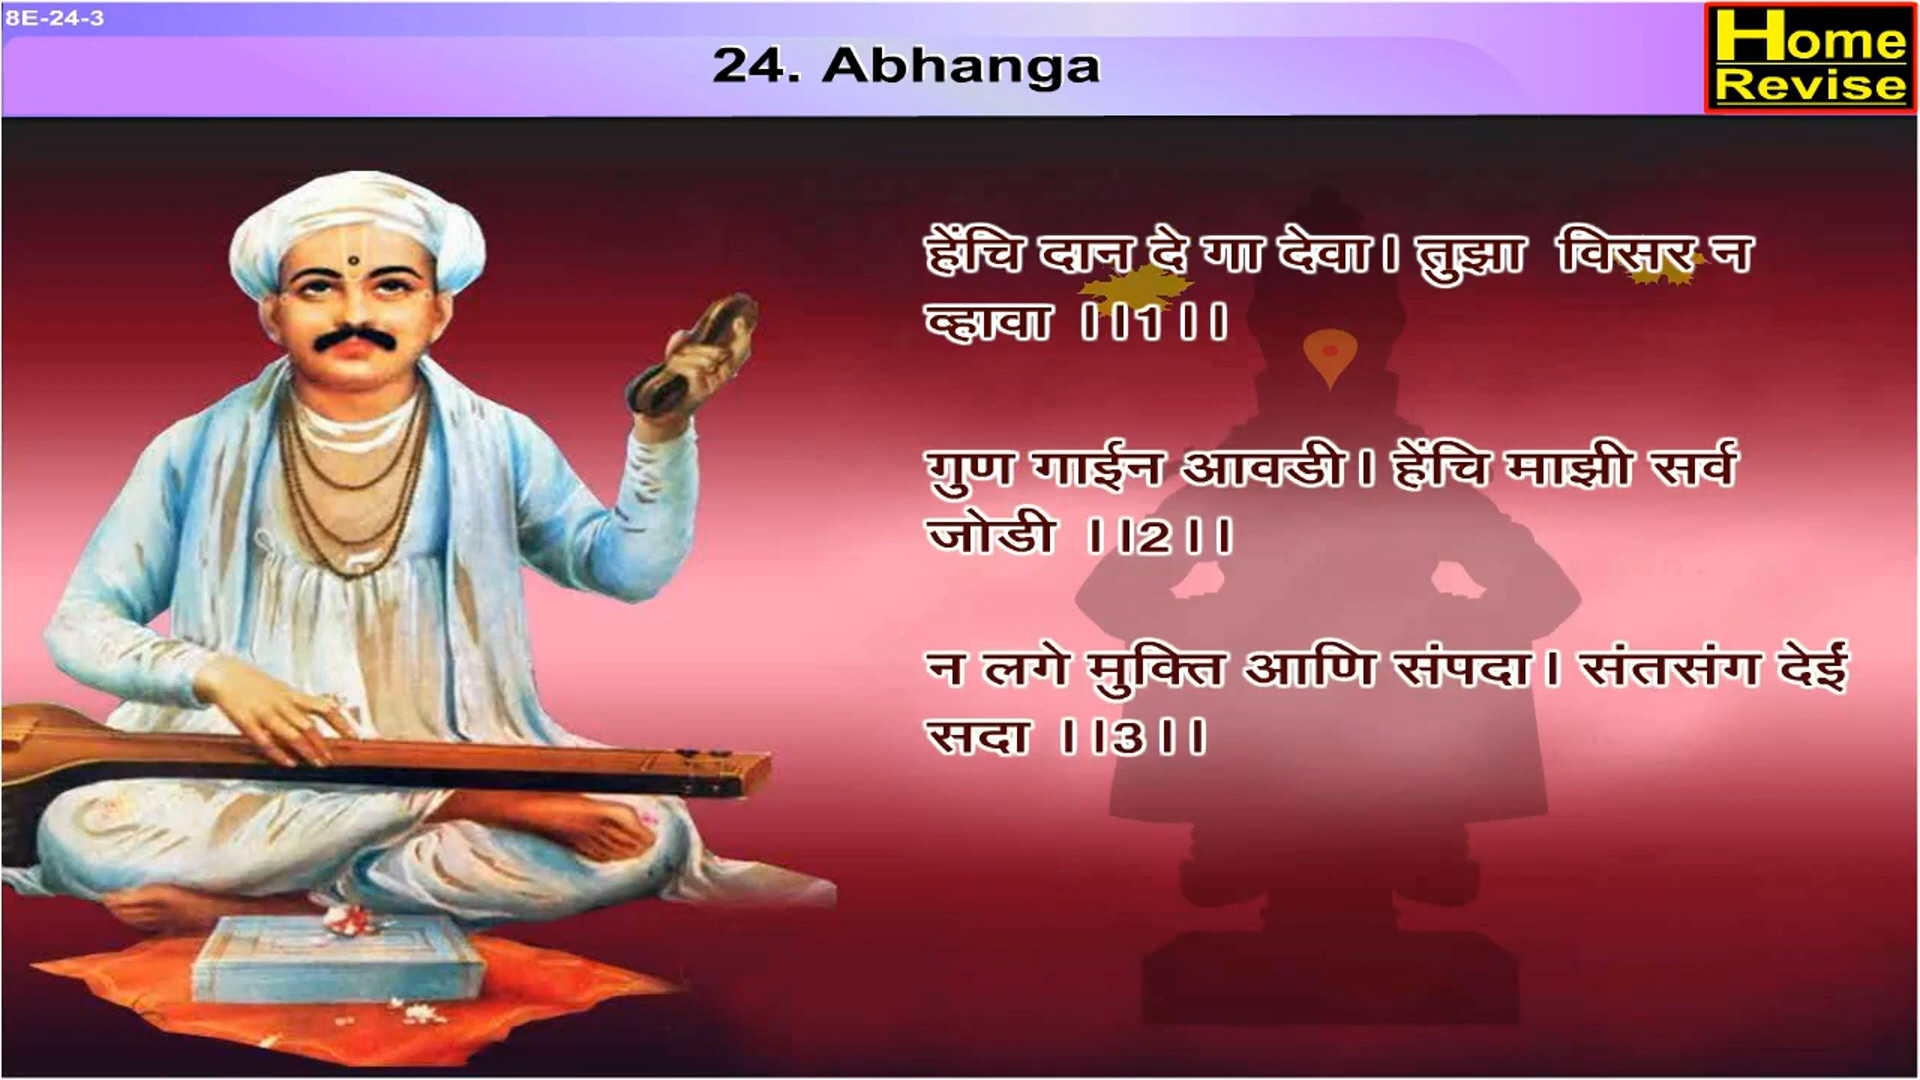 8E-24-3
24. Abhanga
Home
Revise
हेंचि दान दे गा देवा। तुझा विसर न
व्हावा ।।1।।
गुण गाईन आवडी। हेंचि माझी सर्व
जोडी ।।2।।
न लगे मुक्ति आणि संपदा। संतसंग देईं
सदा ।।3।।